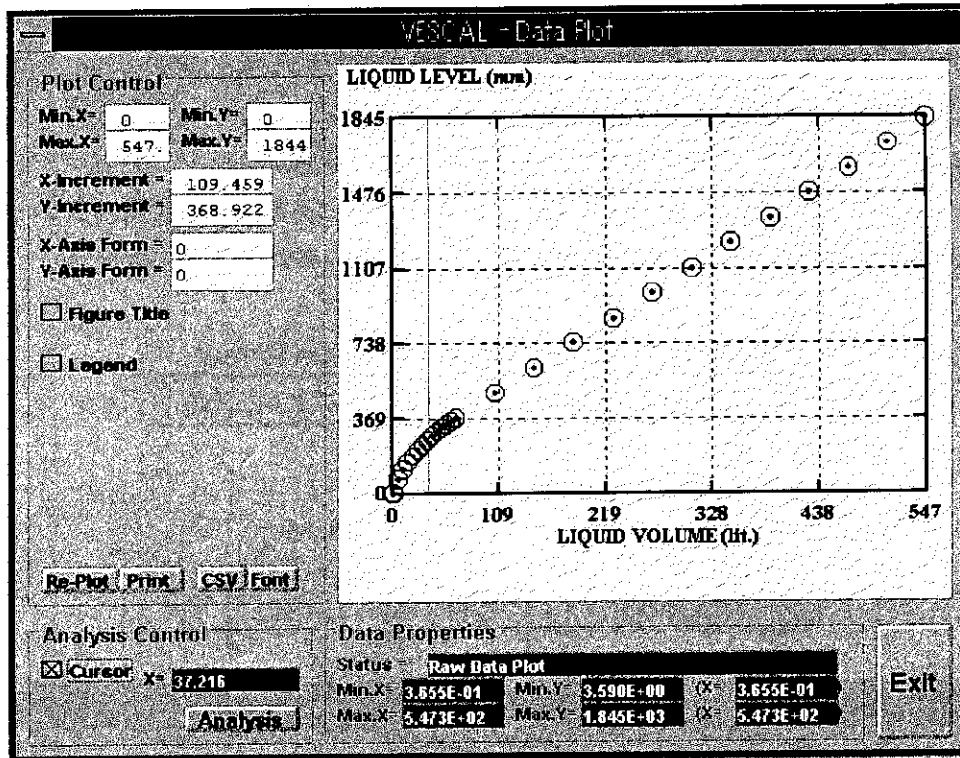 VESCAL - Data Plot
Plot Control
Min.X= 0 Min.Y= 0
Max.X= 547. Max.Y= 1844
X-Increment = 109.459
Y-Increment = 368.922
X-Axis Form = 0
Y-Axis Form = 0
Figure Title
Legend
Re-Plot Print CSV Font
LIQUID LEVEL (mm)
1845
1476
1107
738
369
0
0 109 219 328 438 547
LIQUID VOLUME (litt.)
Analysis Control
Cursor X= 37.216
Analysis
Data Properties
Status = Raw Data Plot
Min.X= 3.655E-01 Min.Y= 3.590E+00 (X= 3.655E-01 )
Max.X= 5.473E+02 Max.Y= 1.845E+03 (X= 5.473E+02 )
Exit